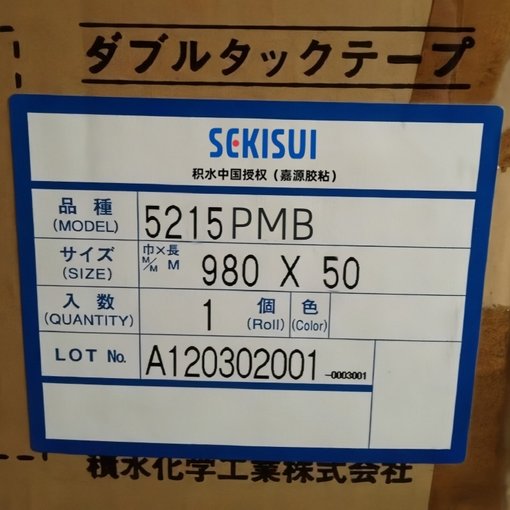 ダブルタックテープ
SEKISUI
积水中国授权（嘉源胶粘）
品種 (MODEL) 5215PMB
サイズ (SIZE) 巾×長 M/M M 980 X 50
入数 (QUANTITY) 1 個 (Roll) 色 (Color)
LOT No. A120302001 -0003001
積水化学工業株式会社